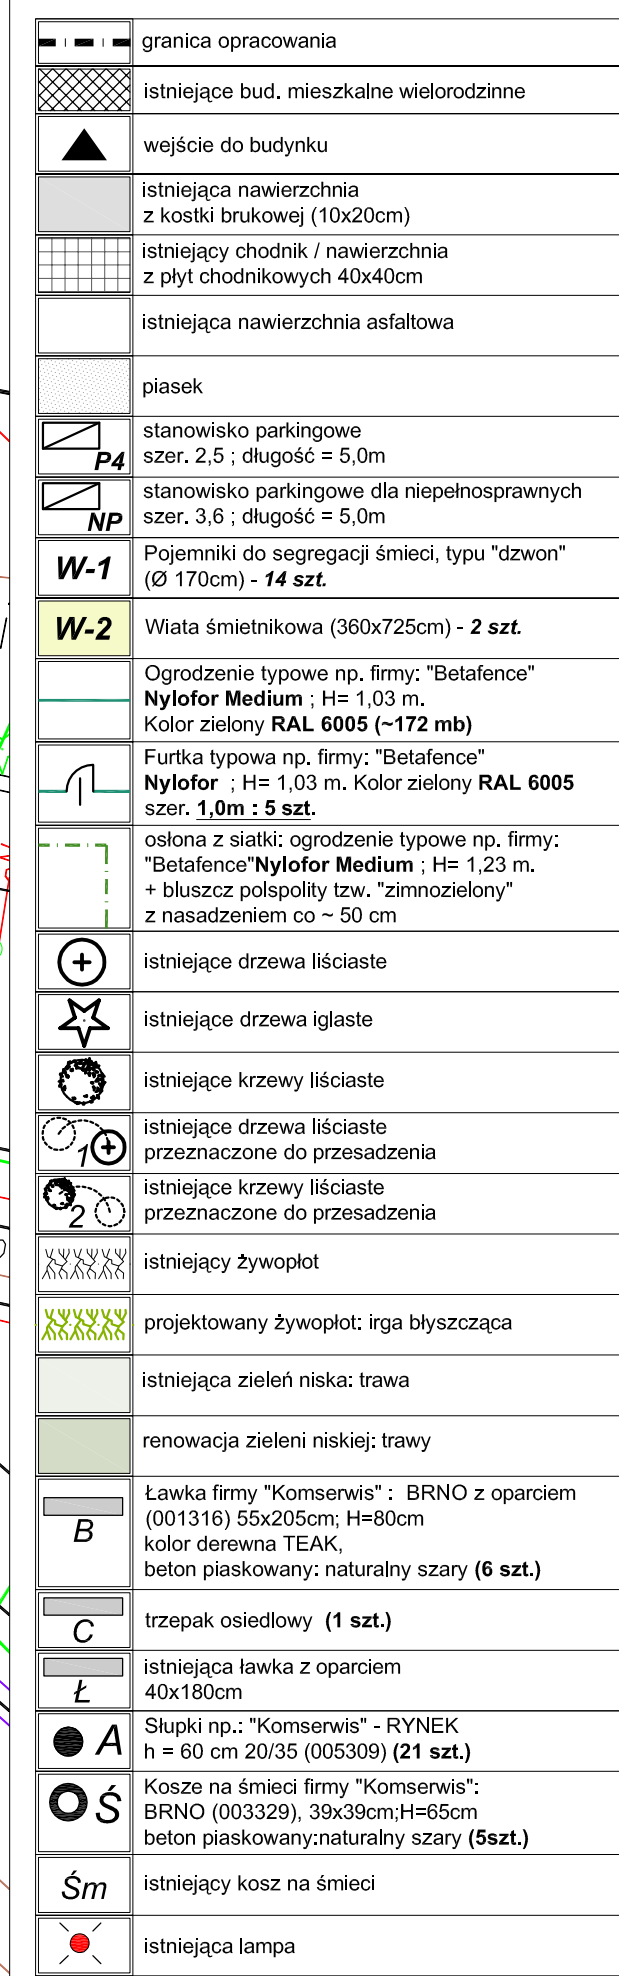 granica opracowania
istniejące bud. mieszkalne wielorodzinne
wejście do budynku
istniejąca nawierzchnia
z kostki brukowej (10x20cm)
istniejący chodnik / nawierzchnia
z płyt chodnikowych 40x40cm
istniejąca nawierzchnia asfaltowa
piasek
P4
stanowisko parkingowe
szer. 2,5 ; długość = 5,0m
NP
stanowisko parkingowe dla niepełnosprawnych
szer. 3,6 ; długość = 5,0m
W-1
Pojemniki do segregacji śmieci, typu "dzwon"
(Ø 170cm) - 14 szt.
W-2
Wiata śmietnikowa (360x725cm) - 2 szt.
Ogrodzenie typowe np. firmy: "Betafence"
Nylofor Medium ; H= 1,03 m.
Kolor zielony RAL 6005 (~172 mb)
Furtka typowa np. firmy: "Betafence"
Nylofor ; H= 1,03 m. Kolor zielony RAL 6005
szer. 1,0m : 5 szt.
osłona z siatki: ogrodzenie typowe np. firmy:
"Betafence"Nylofor Medium ; H= 1,23 m.
+ bluszcz polspolity tzw. "zimnozielony"
z nasadzeniem co ~ 50 cm
istniejące drzewa liściaste
istniejące drzewa iglaste
istniejące krzewy liściaste
1
istniejące drzewa liściaste
przeznaczone do przesadzenia
2
istniejące krzewy liściaste
przeznaczone do przesadzenia
istniejący żywopłot
projektowany żywopłot: irga błyszcząca
istniejąca zieleń niska: trawa
renowacja zieleni niskiej: trawy
B
Ławka firmy "Komserwis" : BRNO z oparciem
(001316) 55x205cm; H=80cm
kolor derewna TEAK,
beton piaskowany: naturalny szary (6 szt.)
C
trzepak osiedlowy (1 szt.)
Ł
istniejąca ławka z oparciem
40x180cm
A
Słupki np.: "Komserwis" - RYNEK
h = 60 cm 20/35 (005309) (21 szt.)
Ś
Kosze na śmieci firmy "Komserwis":
BRNO (003329), 39x39cm;H=65cm
beton piaskowany:naturalny szary (5szt.)
Śm
istniejący kosz na śmieci
istniejąca lampa